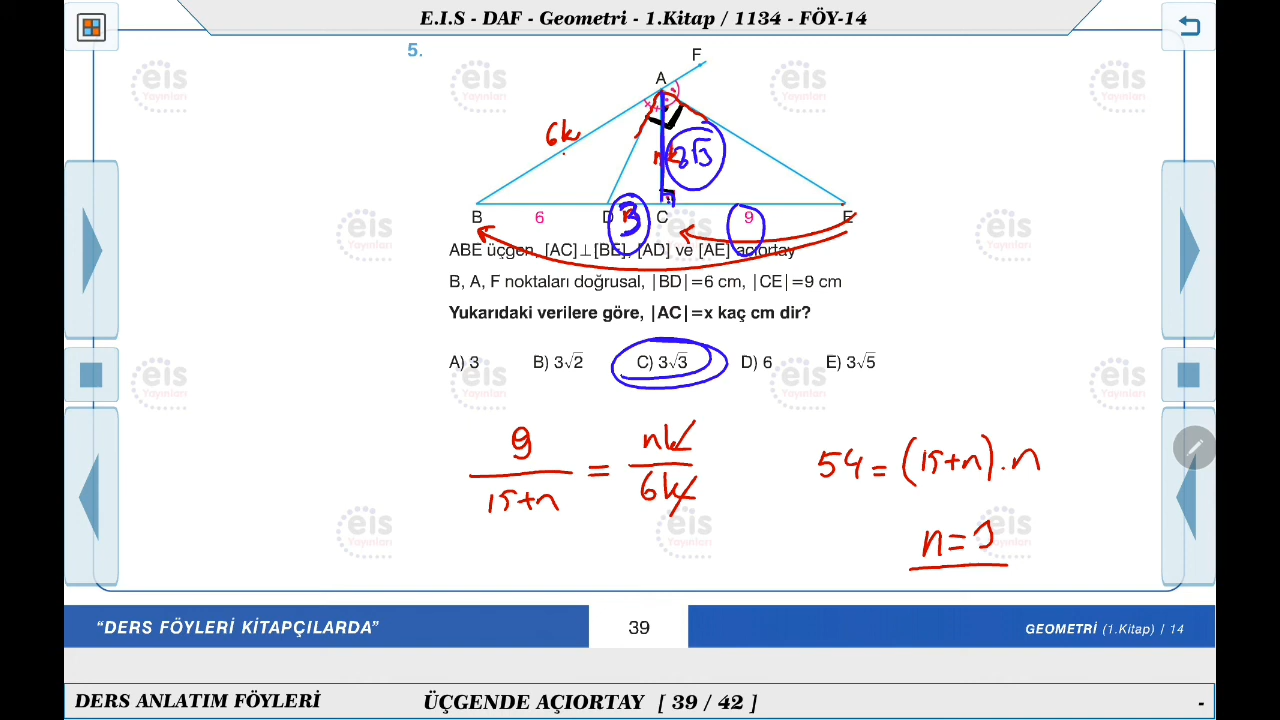 E.I.S - DAF - Geometri - 1.Kitap / 1134 - FÖY-14
5.
F
A
6k
3√3
B 6 D 3 C 9 E
ABE üçgen, [AC]⊥[BE], [AD] ve [AE] açıortay
B, A, F noktaları doğrusal, |BD|=6 cm, |CE|=9 cm
Yukarıdaki verilere göre, |AC|=x kaç cm dir?
A) 3 B) 3√2 C) 3√3 D) 6 E) 3√5
9/(15+n) = nk/6k
54 = (15+n).n
n=3
eis Yayınları
"DERS FÖYLERİ KİTAPÇILARDA"
39
GEOMETRİ (1.Kitap) / 14
DERS ANLATIM FÖYLERİ ÜÇGENDE AÇIORTAY [ 39 / 42 ] -